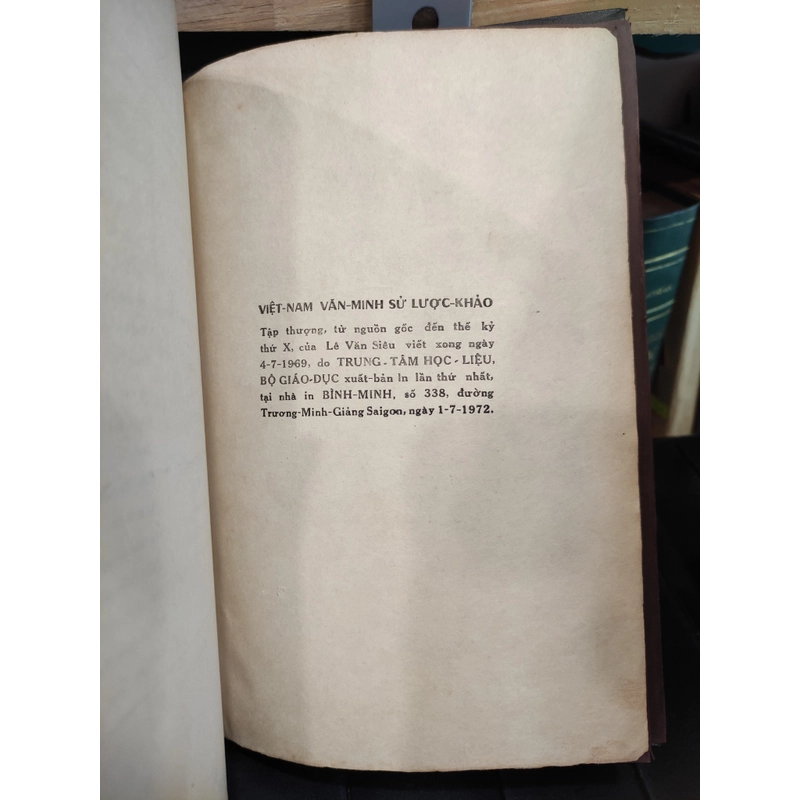 VIỆT-NAM VĂN-MINH SỬ LƯỢC-KHẢO
Tập thượng, từ nguồn gốc đến thế kỷ
thứ X, của Lê Văn Siêu viết xong ngày
4-7-1969, do TRUNG-TÂM HỌC-LIỆU,
BỘ GIÁO-DỤC xuất-bản In lần thứ nhất,
tại nhà in BÌNH-MINH, số 338, đường
Trương-Minh-Giảng Saigon, ngày 1-7-1972.